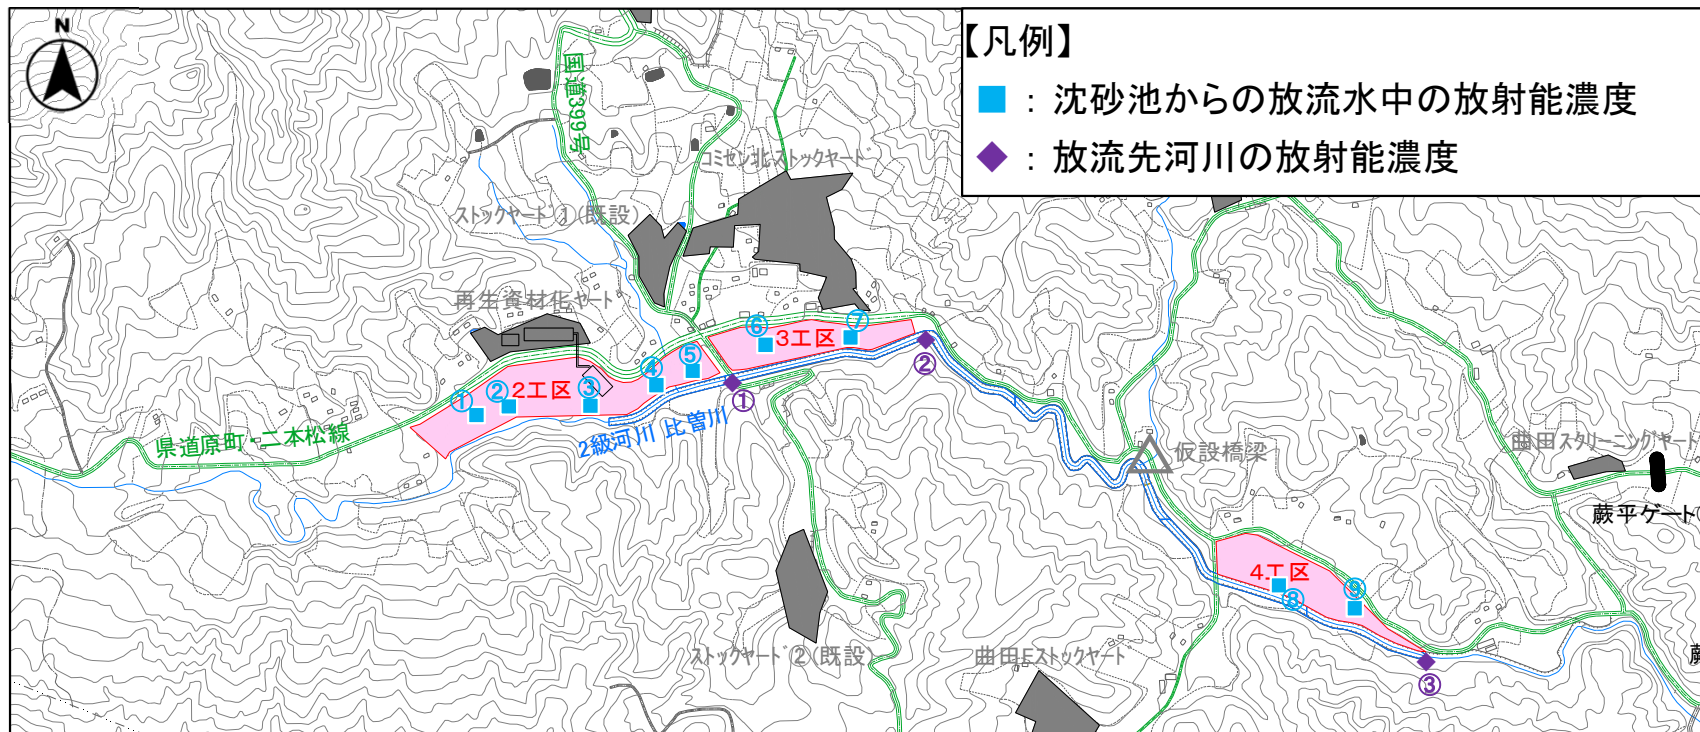 N
【凡例】
■ : 沈砂池からの放流水中の放射能濃度
◆ : 放流先河川の放射能濃度
国道399号
コミセン北ストックヤード
ストックヤード①(既設)
再生資材化ヤード
⑥
⑦
3工区
⑤
④
③
2工区
②
①
①
②
県道原町・二本松線
2級河川 比曽川
仮設橋梁
曲田スクリーニングヤード
蕨平ゲート
4工区
⑧
⑨
ストックヤード②(既設)
曲田Eストックヤード
蕨
③